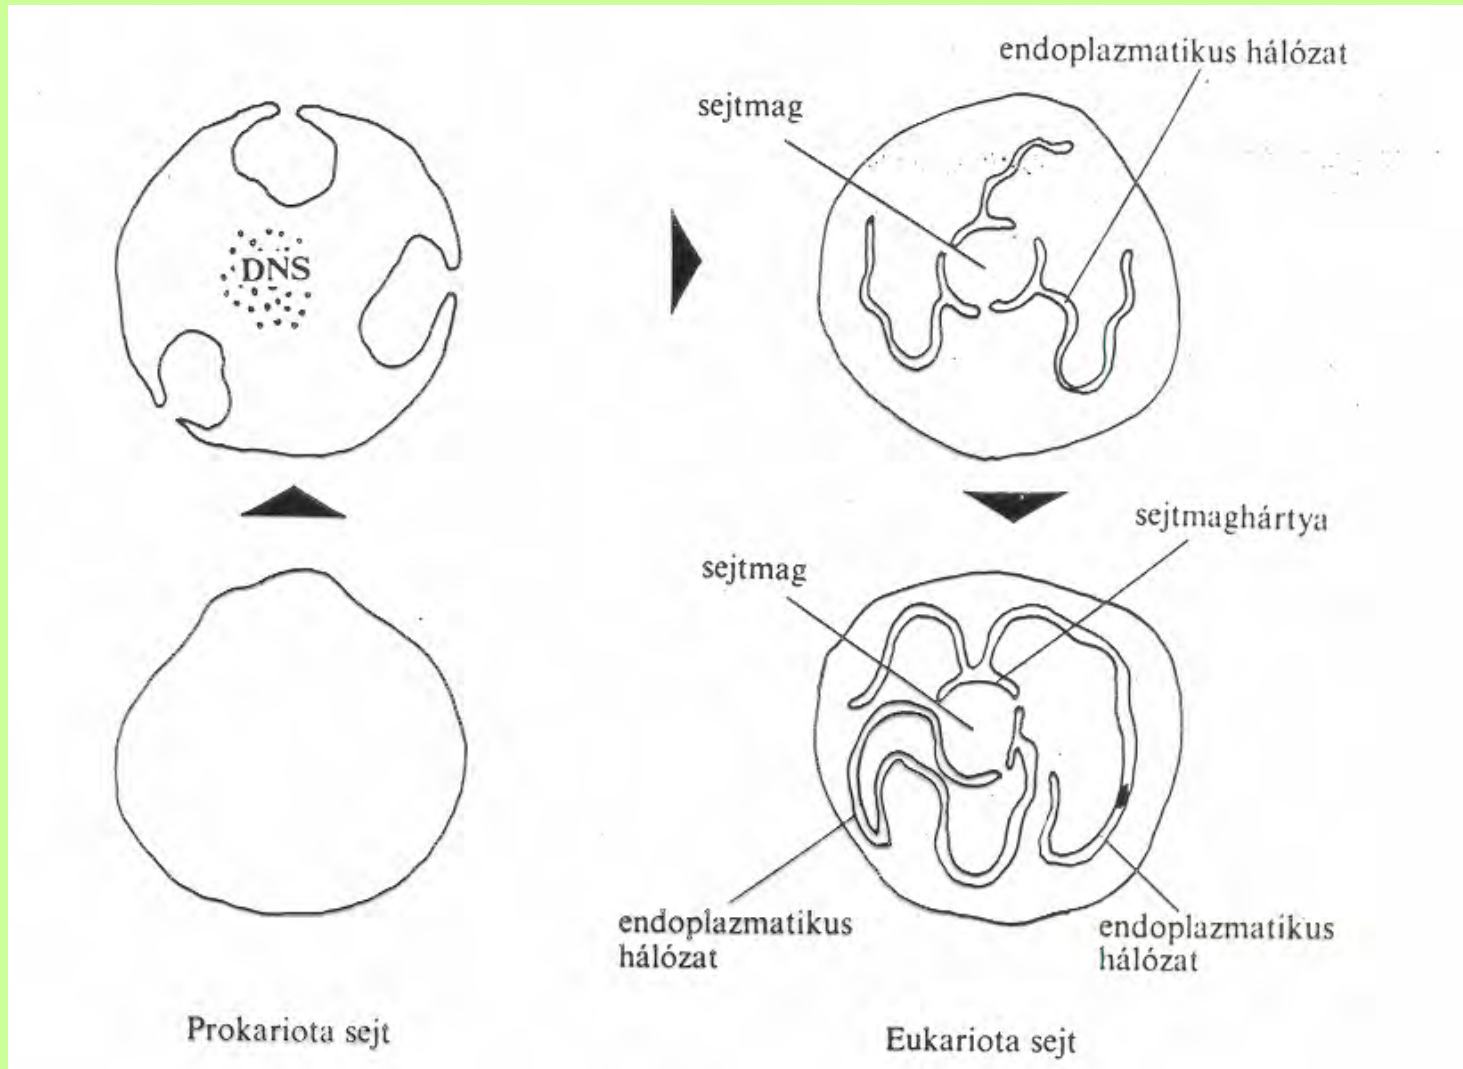 endoplazmatikus hálózat
sejtmag
DNS
sejtmaghártya
sejtmag
endoplazmatikus
hálózat
endoplazmatikus
hálózat
Prokariota sejt
Eukariota sejt